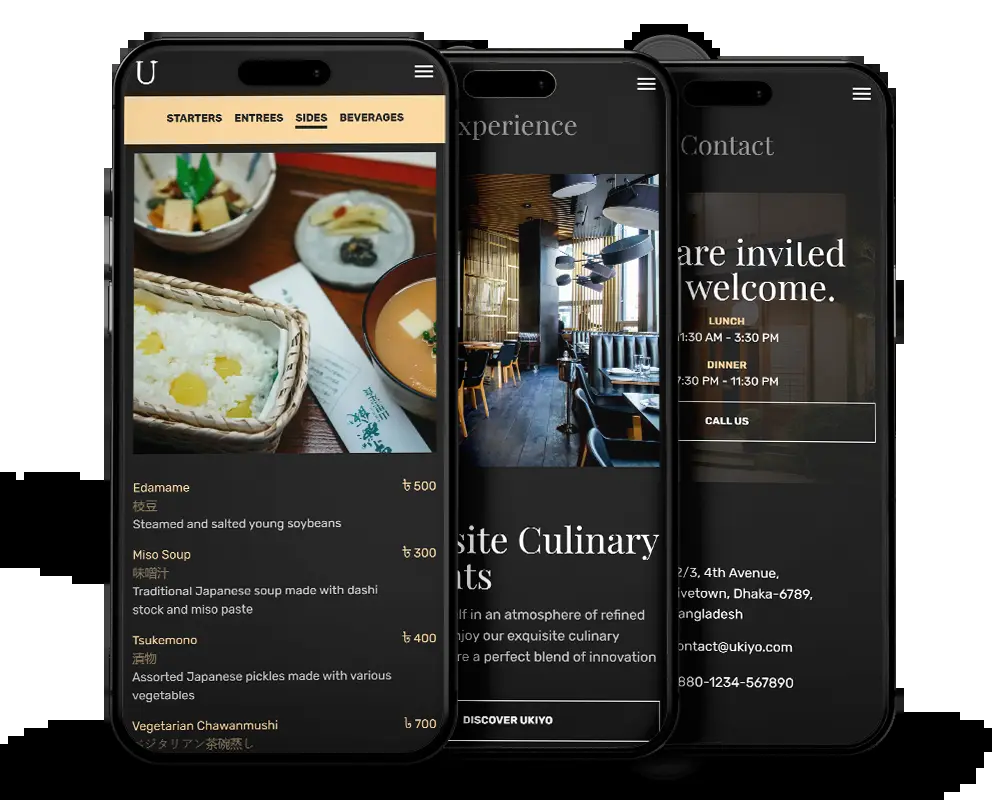 U
STARTERS ENTREES SIDES BEVERAGES
Edamame ৳ 500
枝豆
Steamed and salted young soybeans
Miso Soup ৳ 300
味噌汁
Traditional Japanese soup made with dashi
stock and miso paste
Tsukemono ৳ 400
漬物
Assorted Japanese pickles made with various
vegetables
Vegetarian Chawanmushi ৳ 700
ベジタリアン茶碗蒸し
xperience
site Culinary
nts
lf in an atmosphere of refined
njoy our exquisite culinary
re a perfect blend of innovation
DISCOVER UKIYO
Contact
are invited
welcome.
LUNCH
11:30 AM - 3:30 PM
DINNER
7:30 PM - 11:30 PM
CALL US
2/3, 4th Avenue,
ivetown, Dhaka-6789,
angladesh
ontact@ukiyo.com
880-1234-567890